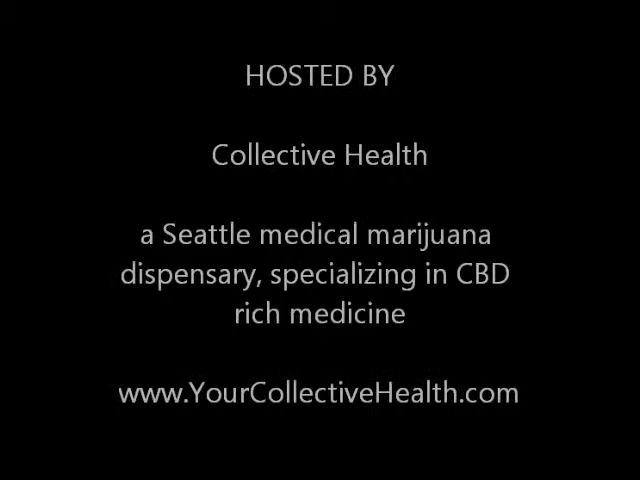 HOSTED BY
Collective Health
a Seattle medical marijuana
dispensary, specializing in CBD
rich medicine
www.YourCollectiveHealth.com